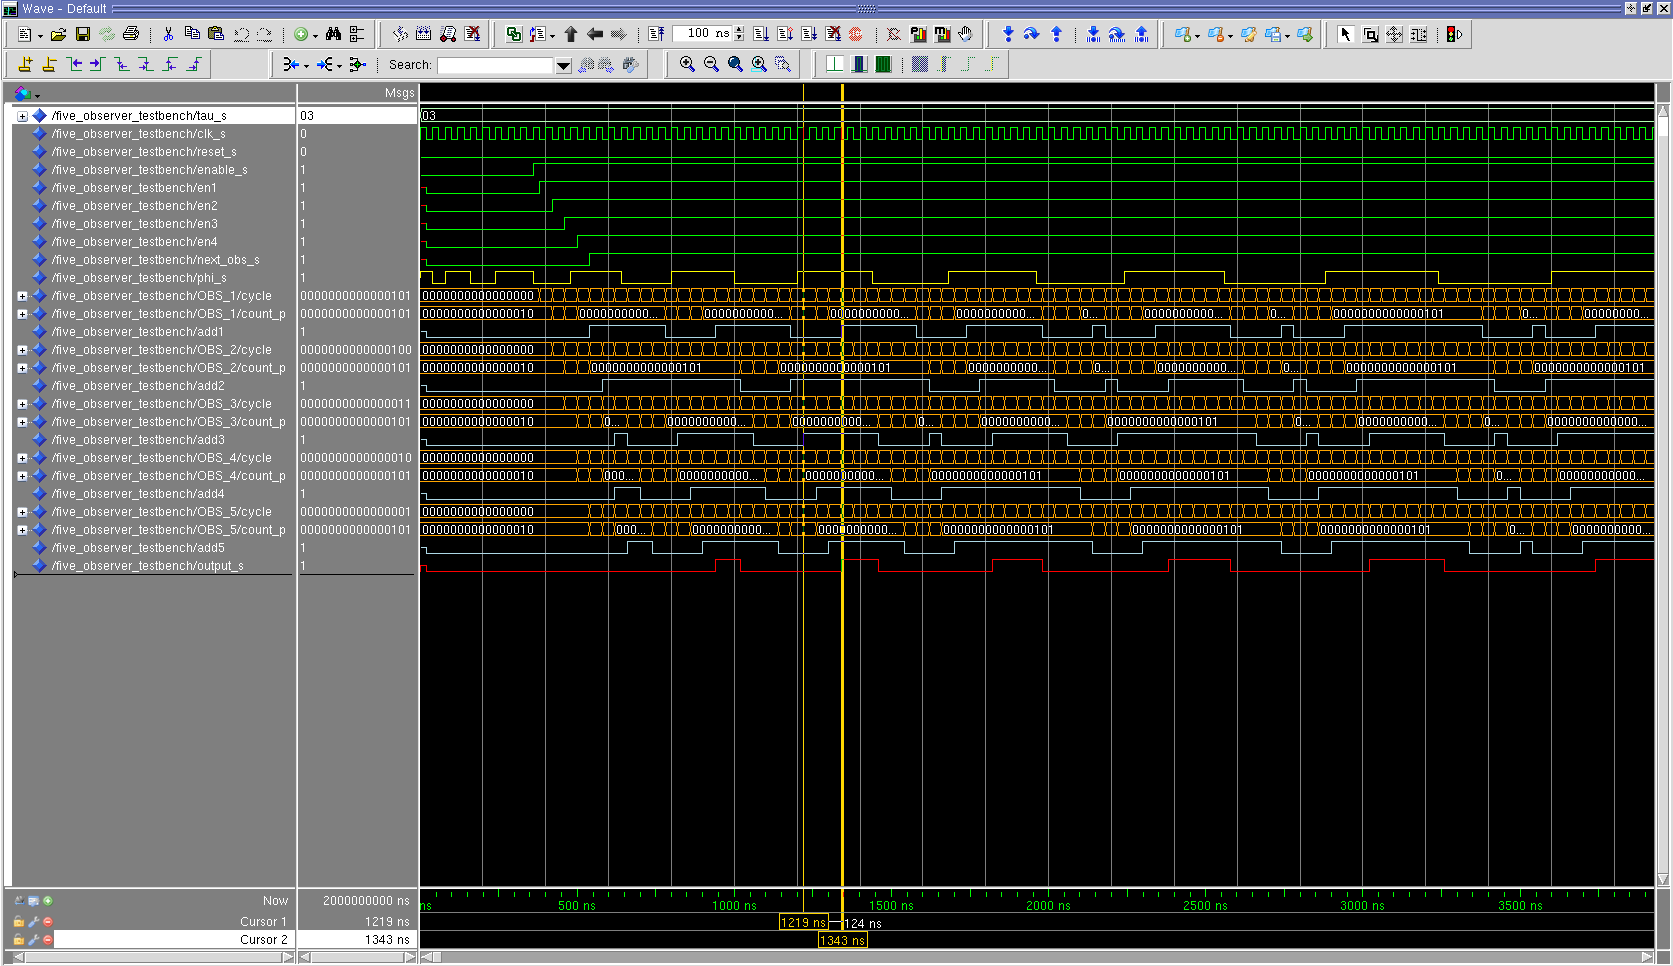 Wave - Default
100 ns
Search:
Msgs
/five_observer_testbench/tau_s 03 03
/five_observer_testbench/clk_s 0
/five_observer_testbench/reset_s 0
/five_observer_testbench/enable_s 1
/five_observer_testbench/en1 1
/five_observer_testbench/en2 1
/five_observer_testbench/en3 1
/five_observer_testbench/en4 1
/five_observer_testbench/next_obs_s 1
/five_observer_testbench/phi_s 1
/five_observer_testbench/OBS_1/cycle 0000000000000101 0000000000000000
/five_observer_testbench/OBS_1/count_p 0000000000000101 0000000000000010 0000000000... 0000000000... 0000000000... 0000000000... 0... 0000000000... 0... 0000000000000101 0... 00000000...
/five_observer_testbench/add1 1
/five_observer_testbench/OBS_2/cycle 0000000000000100 0000000000000000
/five_observer_testbench/OBS_2/count_p 0000000000000101 0000000000000010 0000000000000101 0000000000000101 000000000... 0... 0000000000... 0... 0000000000000101 0000000000000101
/five_observer_testbench/add2 1
/five_observer_testbench/OBS_3/cycle 0000000000000011 0000000000000000
/five_observer_testbench/OBS_3/count_p 0000000000000101 0000000000000010 0... 0000000000... 0000000000... 0000000000... 0000000000000101 0... 000000000... 0... 000000000000...
/five_observer_testbench/add3 1
/five_observer_testbench/OBS_4/cycle 0000000000000010 0000000000000000
/five_observer_testbench/OBS_4/count_p 0000000000000101 0000000000000010 000... 000000000... 0000000000... 0000000000000101 0000000000000101 0000000000000101 0... 00000000000...
/five_observer_testbench/add4 1
/five_observer_testbench/OBS_5/cycle 0000000000000001 0000000000000000
/five_observer_testbench/OBS_5/count_p 0000000000000101 0000000000000010 000... 0000000000... 0000000000... 0000000000000101 0000000000000101 0000000000000101 0... 000000000...
/five_observer_testbench/add5 1
/five_observer_testbench/output_s 1
Now 2000000000 ns ns 500 ns 1000 ns 1500 ns 2000 ns 2500 ns 3000 ns 3500 ns
Cursor 1 1219 ns 1219 ns 124 ns
Cursor 2 1343 ns 1343 ns